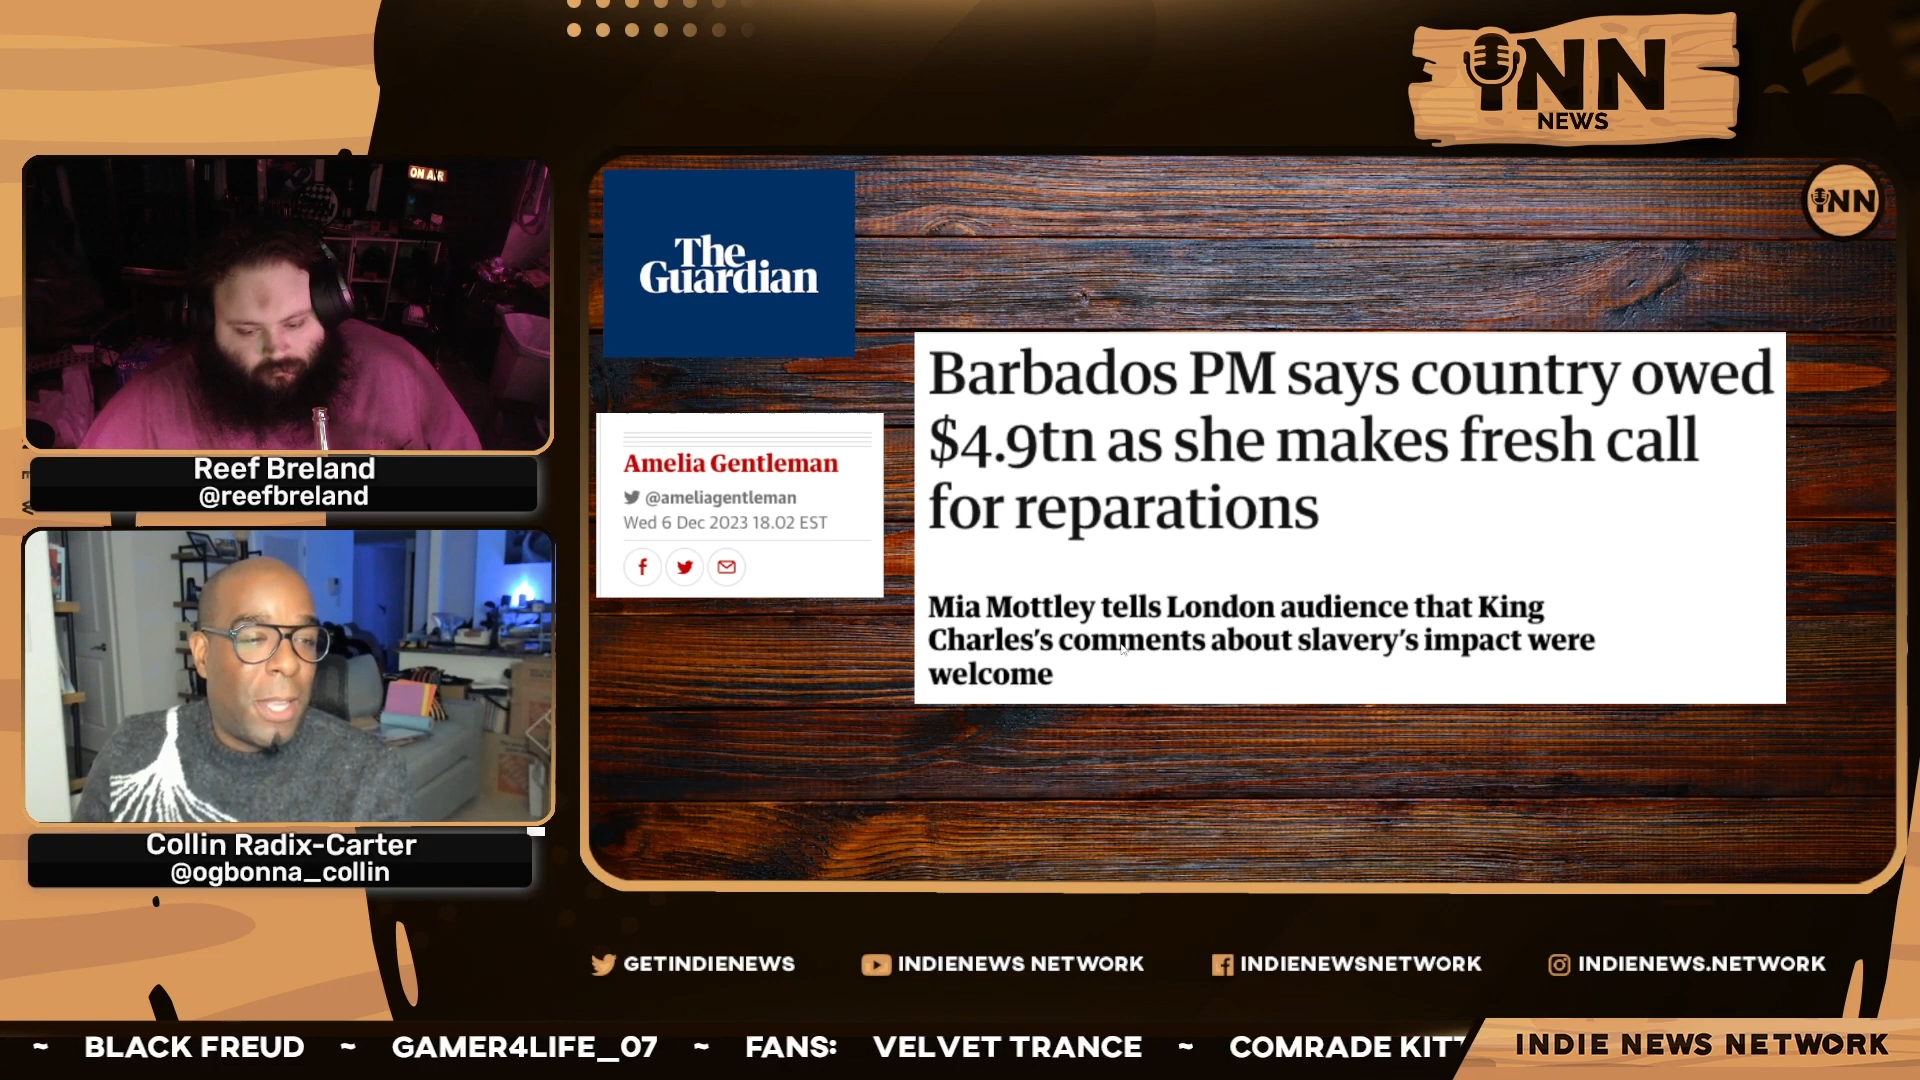 iNN
NEWS
ON AIR
The
Guardian
iNN
Barbados PM says country owed
$4.9tn as she makes fresh call
for reparations
Amelia Gentleman
@ameliagentleman
Wed 6 Dec 2023 18.02 EST
Mia Mottley tells London audience that King
Charles's comments about slavery's impact were
welcome
Reef Breland
@reefbreland
Collin Radix-Carter
@ogbonna_collin
GETINDIENEWS
INDIENEWS NETWORK
INDIENEWSNETWORK
INDIENEWS.NETWORK
~ BLACK FREUD ~ GAMER4LIFE_07 ~ FANS: VELVET TRANCE ~ COMRADE
INDIE NEWS NETWORK